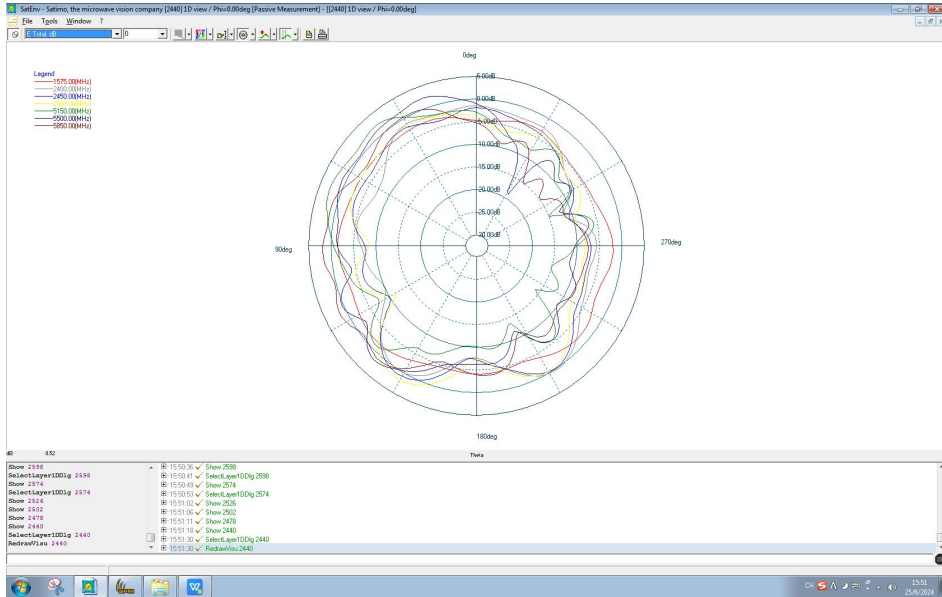 SatEnv - Satimo, the microwave vision company [2440] 1D view / Phi=0.00deg [Passive Measurement] - [[2440] 1D view / Phi=0.00deg]
File Tools Window ?
E Total dB 0
0deg
5.00dB
0.00dB
-5.00dB
-10.00dB
-15.00dB
-20.00dB
-25.00dB
-30.00dB
90deg
270deg
180deg
Legend
1575.00(MHz)
2400.00(MHz)
2450.00(MHz)
5150.00(MHz)
5500.00(MHz)
5850.00(MHz)
dB 8.52 Theta
Show 2598
SelectLayer1DDlg 2598
Show 2574
SelectLayer1DDlg 2574
Show 2526
Show 2502
Show 2478
Show 2440
SelectLayer1DDlg 2440
RedrawVisu 2440
15:50:36 Show 2598
15:50:41 SelectLayer1DDlg 2598
15:50:49 Show 2574
15:50:53 SelectLayer1DDlg 2574
15:51:02 Show 2526
15:51:06 Show 2502
15:51:11 Show 2478
15:51:18 Show 2440
15:51:30 SelectLayer1DDlg 2440
15:51:30 RedrawVisu 2440
CH
15:51
25/6/2024